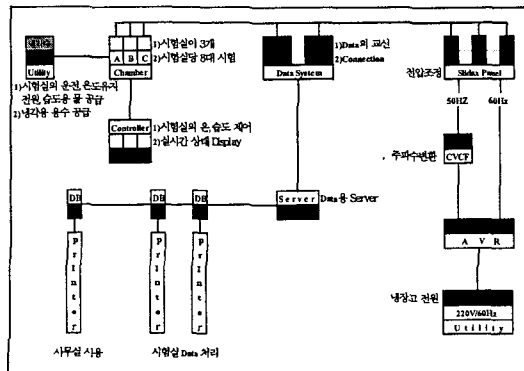 Utility
1)시험실의 운전, 온도유지
전원, 습도용 물 공급
2)냉각용 용수 공급
A B C
Chamber
1)시험실이 3개
2)시험실당 8대 시험
Controller
1)시험실의 온,습도 제어
2)실시간 상태 Display
Data System
1)Data의 교신
2)Connection
전압조정
Slidax Panel
50HZ
60Hz
주파수변환
CVCF
A V R
냉장고 전원
220V/60Hz
Utility
Server
Data용 Server
DB
DB
DB
Printer
Printer
Printer
사무실 사용
시험실 Data 처리